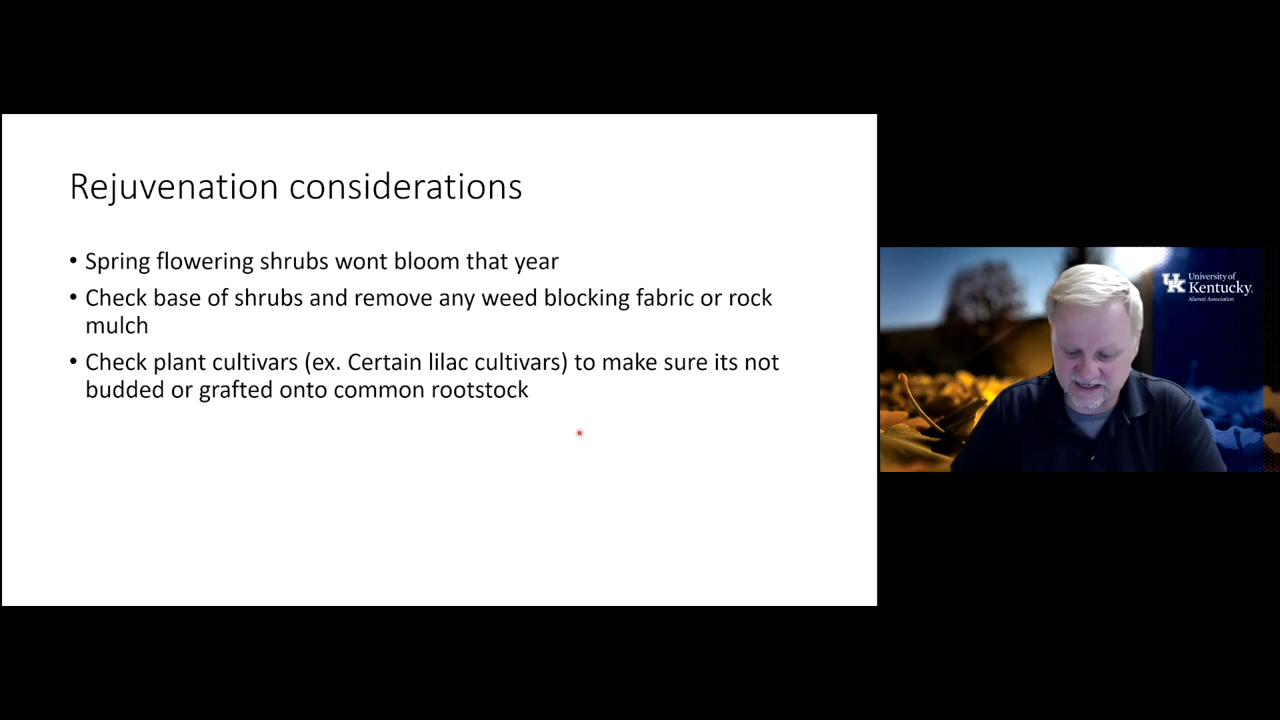 Rejuvenation considerations
• Spring flowering shrubs wont bloom that year
• Check base of shrubs and remove any weed blocking fabric or rock
mulch
• Check plant cultivars (ex. Certain lilac cultivars) to make sure its not
budded or grafted onto common rootstock
UK University of
Kentucky.
Alumni Association